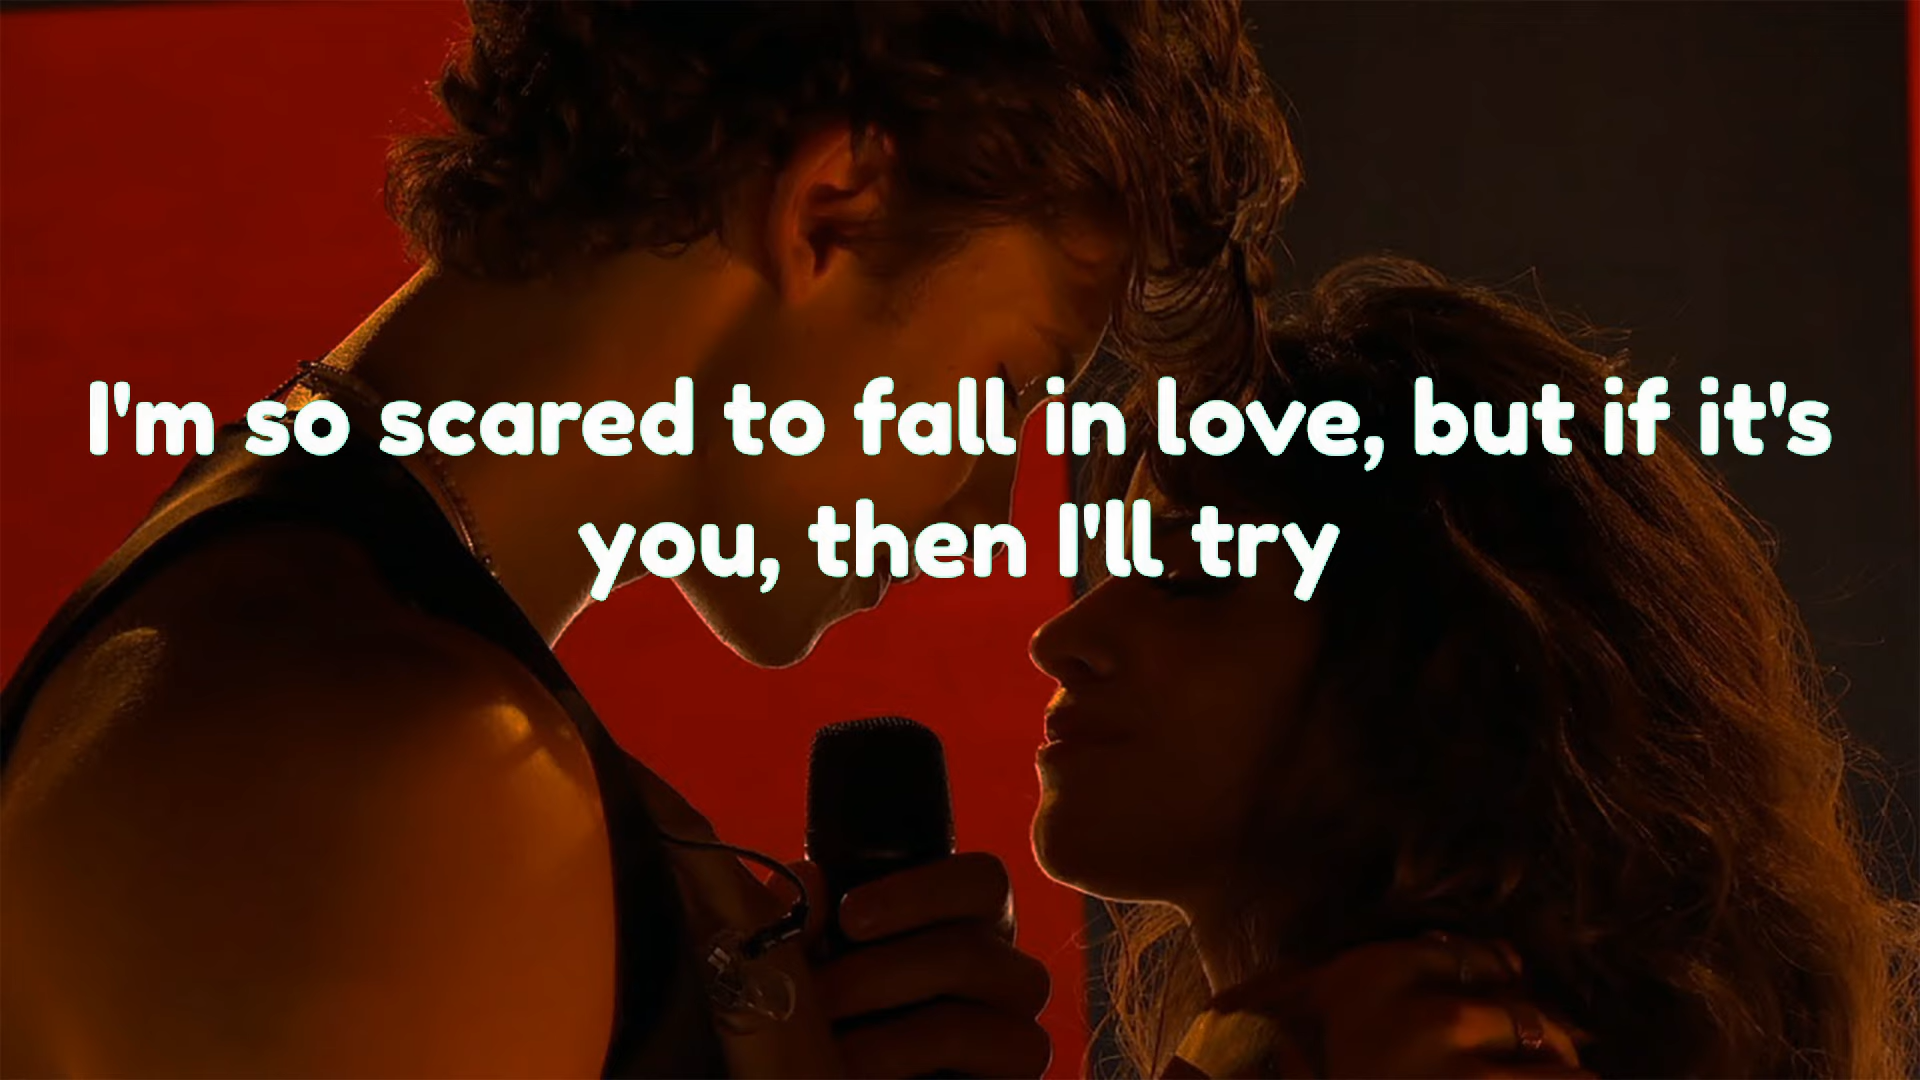 I'm so scared to fall in love, but if it's
you, then I'll try